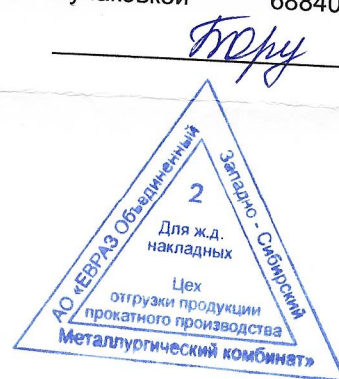 68840
АО «ЕВРАЗ Объединенный
Западно - Сибирский
Металлургический комбинат»
2
Для ж.д.
накладных
Цех
отгрузки продукции
прокатного производства